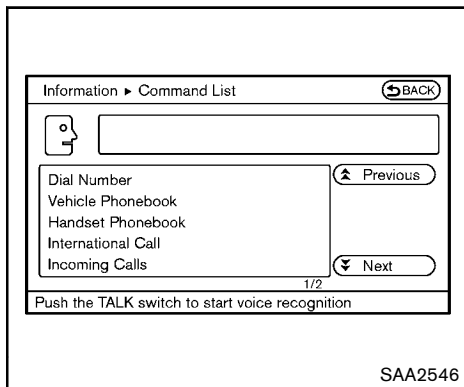 Information ▸ Command List
BACK
Previous
Dial Number
Vehicle Phonebook
Handset Phonebook
International Call
Incoming Calls
Next
1/2
Push the TALK switch to start voice recognition
SAA2546